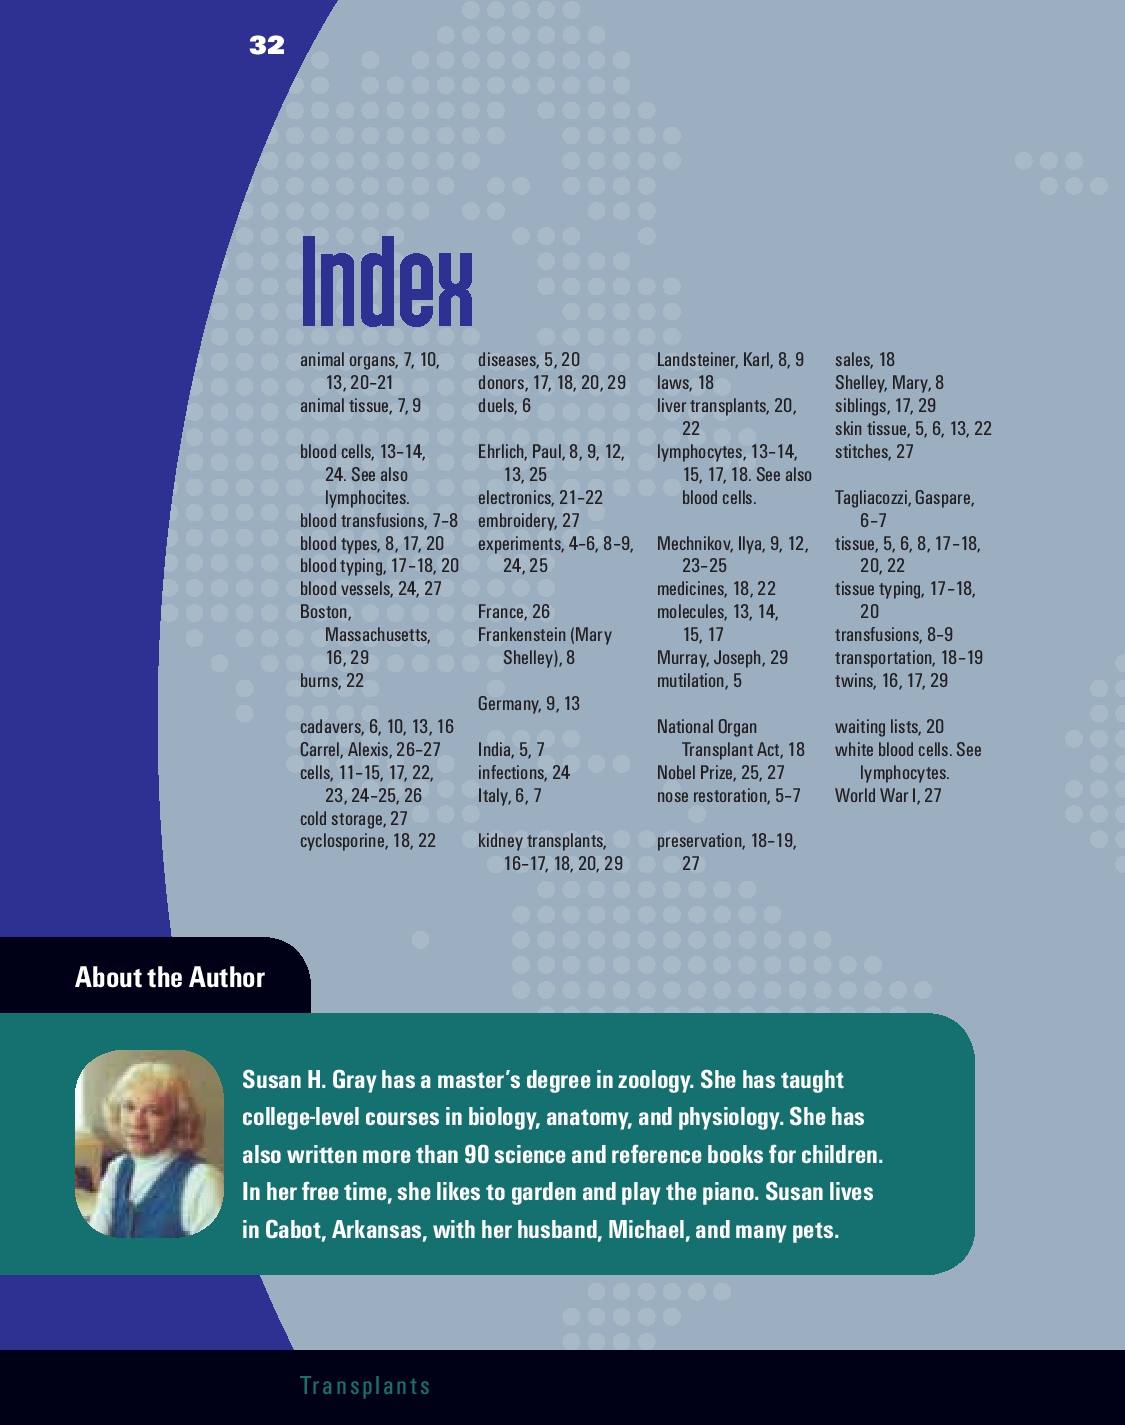 32
Index
animal organs, 7, 10,
13, 20–21
animal tissue, 7, 9
blood cells, 13–14,
24. See also
lymphocites.
blood transfusions, 7–8
blood types, 8, 17, 20
blood typing, 17–18, 20
blood vessels, 24, 27
Boston,
Massachusetts,
16, 29
burns, 22
cadavers, 6, 10, 13, 16
Carrel, Alexis, 26–27
cells, 11–15, 17, 22,
23, 24–25, 26
cold storage, 27
cyclosporine, 18, 22
diseases, 5, 20
donors, 17, 18, 20, 29
duels, 6
Ehrlich, Paul, 8, 9, 12,
13, 25
electronics, 21–22
embroidery, 27
experiments, 4–6, 8–9,
24, 25
France, 26
Frankenstein (Mary
Shelley), 8
Germany, 9, 13
India, 5, 7
infections, 24
Italy, 6, 7
kidney transplants,
16–17, 18, 20, 29
Landsteiner, Karl, 8, 9
laws, 18
liver transplants, 20,
22
lymphocytes, 13–14,
15, 17, 18. See also
blood cells.
Mechnikov, Ilya, 9, 12,
23–25
medicines, 18, 22
molecules, 13, 14,
15, 17
Murray, Joseph, 29
mutilation, 5
National Organ
Transplant Act, 18
Nobel Prize, 25, 27
nose restoration, 5–7
preservation, 18–19,
27
sales, 18
Shelley, Mary, 8
siblings, 17, 29
skin tissue, 5, 6, 13, 22
stitches, 27
Tagliacozzi, Gaspare,
6–7
tissue, 5, 6, 8, 17–18,
20, 22
tissue typing, 17–18,
20
transfusions, 8–9
transportation, 18–19
twins, 16, 17, 29
waiting lists, 20
white blood cells. See
lymphocytes.
World War I, 27
About the Author
Susan H. Gray has a master's degree in zoology. She has taught
college-level courses in biology, anatomy, and physiology. She has
also written more than 90 science and reference books for children.
In her free time, she likes to garden and play the piano. Susan lives
in Cabot, Arkansas, with her husband, Michael, and many pets.
Transplants